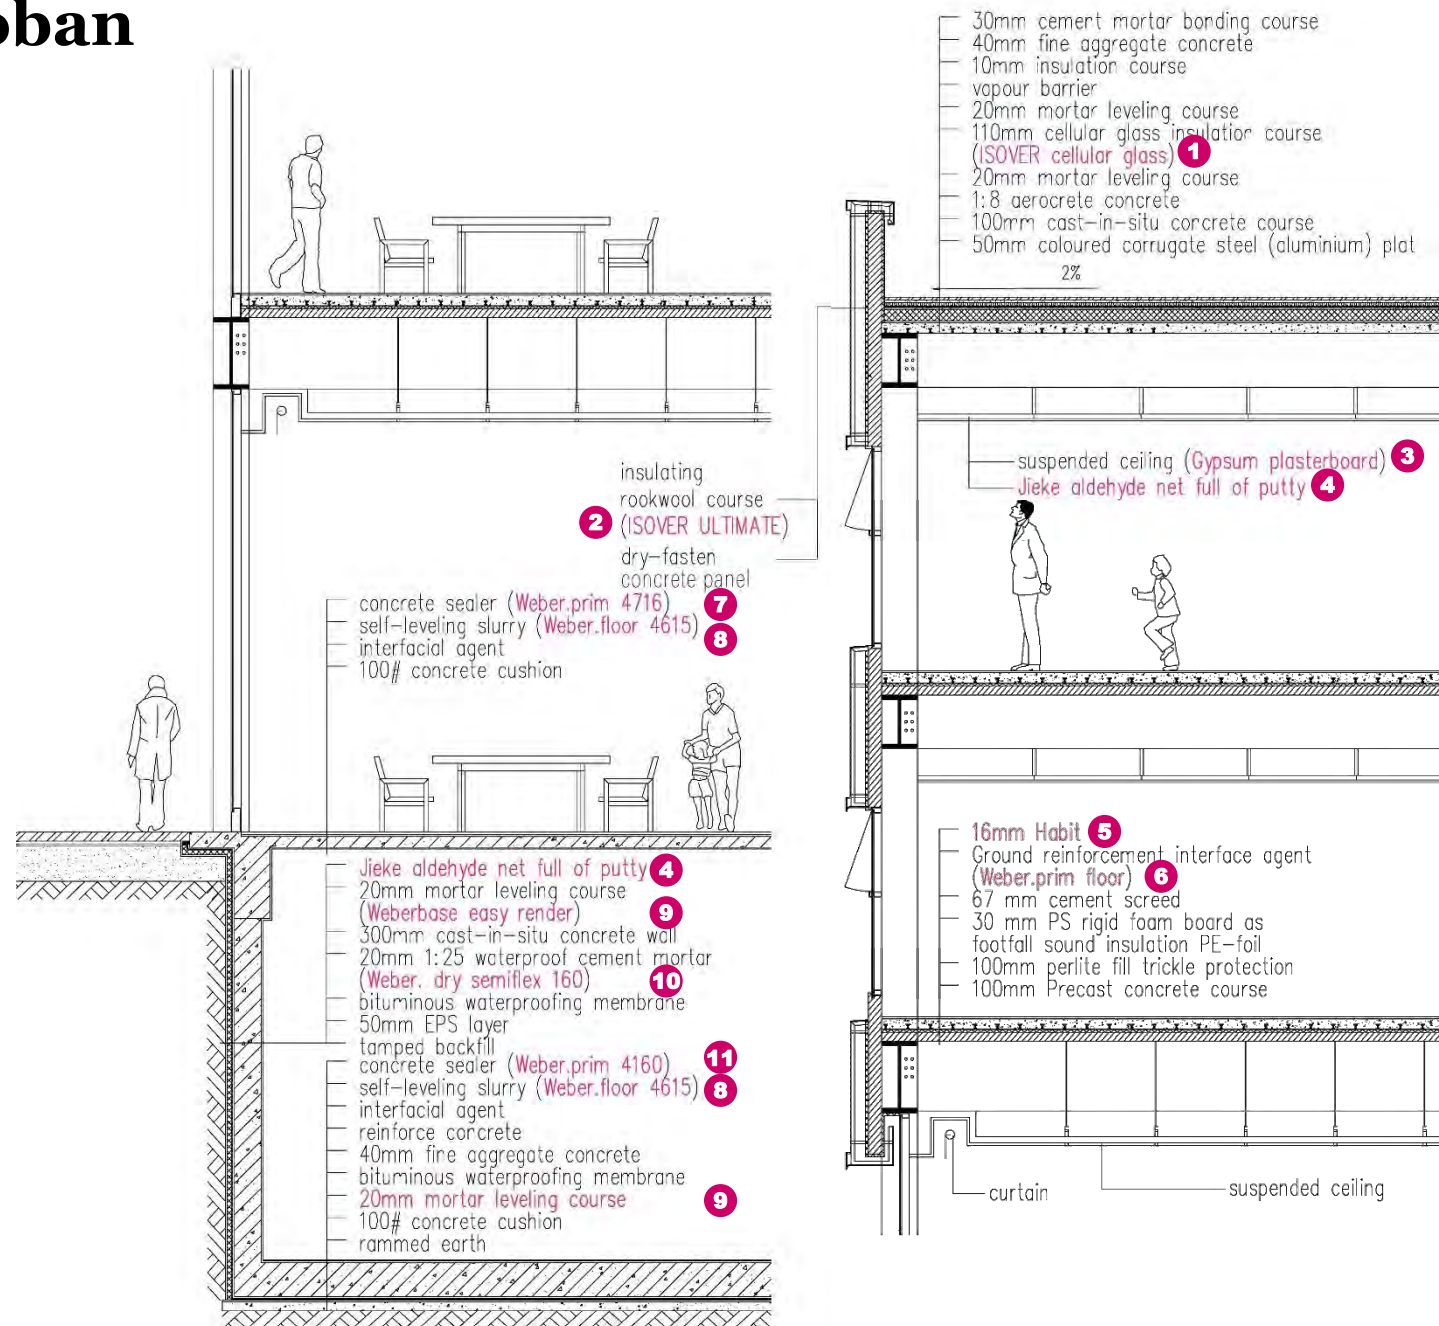 oban
30mm cement mortar bonding course
40mm fine aggregate concrete
10mm insulation course
vapour barrier
20mm mortar leveling course
110mm cellular glass insulation course
(ISOVER cellular glass) 1
20mm mortar leveling course
1:8 aerocrete concrete
100mm cast-in-situ concrete course
50mm coloured corrugate steel (aluminium) plat
2%
suspended ceiling (Gypsum plasterboard) 3
Jieke aldehyde net full of putty 4
insulating
rookwool course
2 (ISOVER ULTIMATE)
dry-fasten
concrete panel
concrete sealer (Weber.prim 4716) 7
self-leveling slurry (Weber.floor 4615) 8
interfacial agent
100# concrete cushion
16mm Habit 5
Ground reinforcement interface agent
(Weber.prim floor) 6
67 mm cement screed
30 mm PS rigid foam board as
footfall sound insulation PE-foil
100mm perlite fill trickle protection
100mm Precast concrete course
Jieke aldehyde net full of putty 4
20mm mortar leveling course
(Weberbase easy render) 9
300mm cast-in-situ concrete wall
20mm 1:25 waterproof cement mortar
(Weber. dry semiflex 160) 10
bituminous waterproofing membrane
50mm EPS layer
tamped backfill
concrete sealer (Weber.prim 4160) 11
self-leveling slurry (Weber.floor 4615) 8
interfacial agent
reinforce concrete
40mm fine aggregate concrete
bituminous waterproofing membrane
20mm mortar leveling course 9
100# concrete cushion
rammed earth
curtain
suspended ceiling